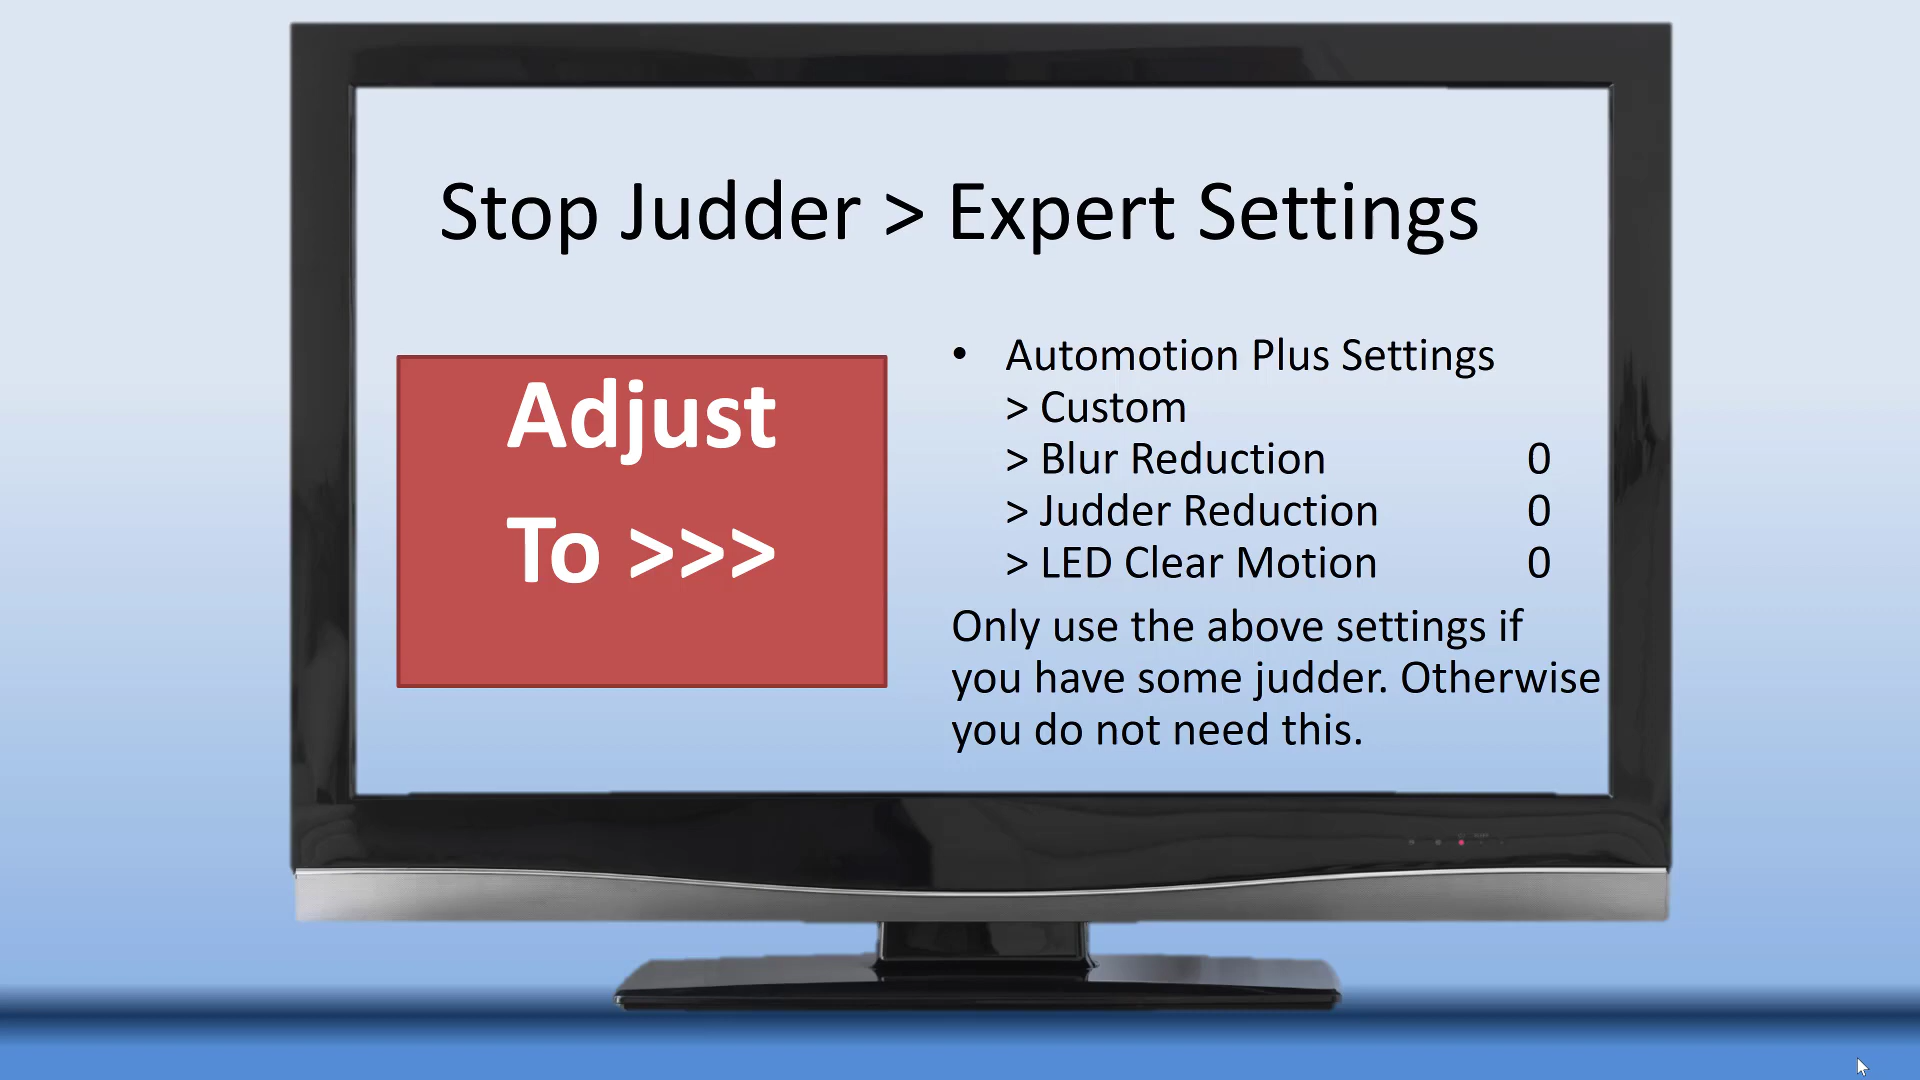 Stop Judder > Expert Settings
Adjust
To >>>
• Automotion Plus Settings
> Custom
> Blur Reduction 0
> Judder Reduction 0
> LED Clear Motion 0
Only use the above settings if
you have some judder. Otherwise
you do not need this.